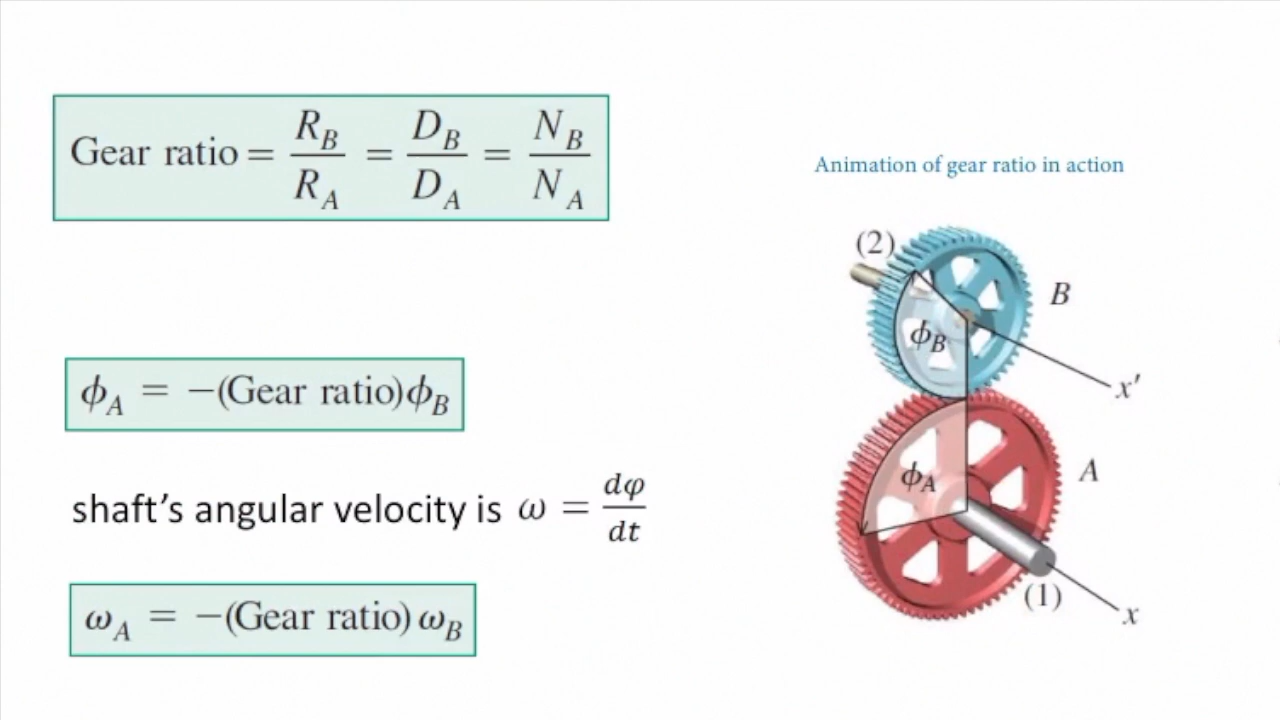 Gear ratio = R_B / R_A = D_B / D_A = N_B / N_A
Animation of gear ratio in action
(2)
B
ϕ_B
x′
ϕ_A = −(Gear ratio)ϕ_B
A
ϕ_A
shaft's angular velocity is ω = dφ / dt
(1)
x
ω_A = −(Gear ratio) ω_B